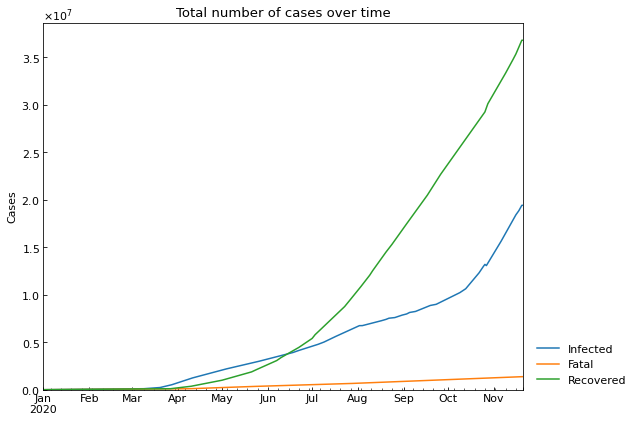 Total number of cases over time
×10⁷
3.5
3.0
2.5
2.0
1.5
1.0
0.5
0.0
Cases
Jan Feb Mar Apr May Jun Jul Aug Sep Oct Nov
2020
Infected
Fatal
Recovered